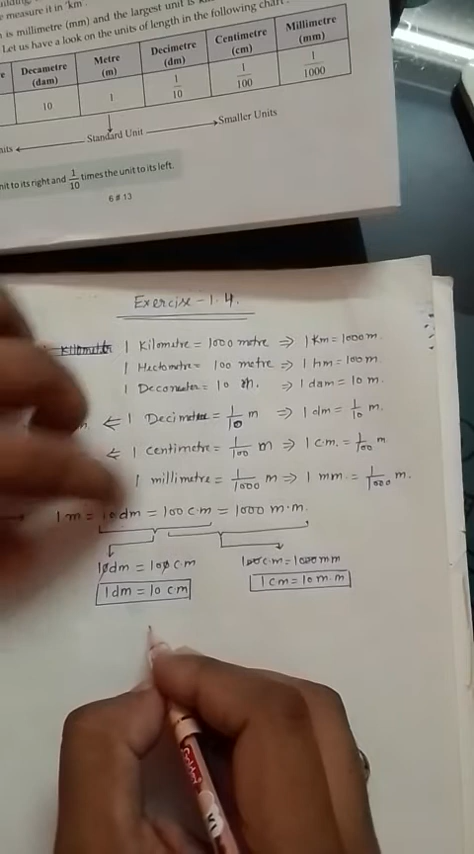 measure it in 'km'.
is millimetre (mm) and the largest unit is
Let us have a look on the units of length in the following chart
Decametre (dam) Metre (m) Decimetre (dm) Centimetre (cm) Millimetre (mm)
10 1 1/10 1/100 1/1000
Standard Unit → Smaller Units
nit to its right and 1/10 times the unit to its left.
6 # 13
Exercise - 1.4.
1 Kilometre = 1000 metre ⇒ 1 Km = 1000 m.
1 Hectometre = 100 metre ⇒ 1 hm = 100 m
1 = 10 m. ⇒ 1 dam = 10 m.
⇐ 1 Decimetre = 1/10 m ⇒ 1 dm = 1/10 m.
⇐ 1 centimetre = 1/100 m ⇒ 1 c.m. = 1/100 m.
1 millimetre = 1/1000 m ⇒ 1 mm. = 1/1000 m.
1 m = 10 dm = 100 c.m = 1000 m.m.
10dm = 100 c.m 100 c.m = 1000 mm
1 dm = 10 c.m 1 cm = 10 m.m